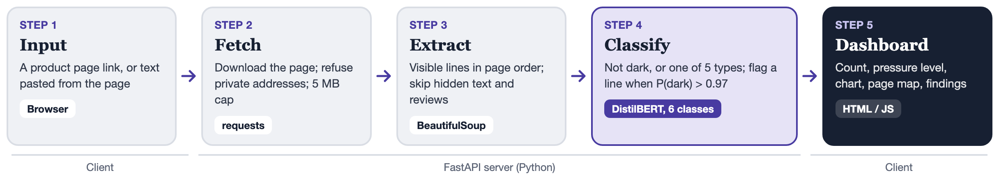 STEP 1
Input
A product page link, or text
pasted from the page
Browser
STEP 2
Fetch
Download the page; refuse
private addresses; 5 MB
cap
requests
STEP 3
Extract
Visible lines in page order;
skip hidden text and
reviews
BeautifulSoup
STEP 4
Classify
Not dark, or one of 5 types; flag a
line when P(dark) > 0.97
DistilBERT, 6 classes
STEP 5
Dashboard
Count, pressure level,
chart, page map, findings
HTML / JS
Client
FastAPI server (Python)
Client